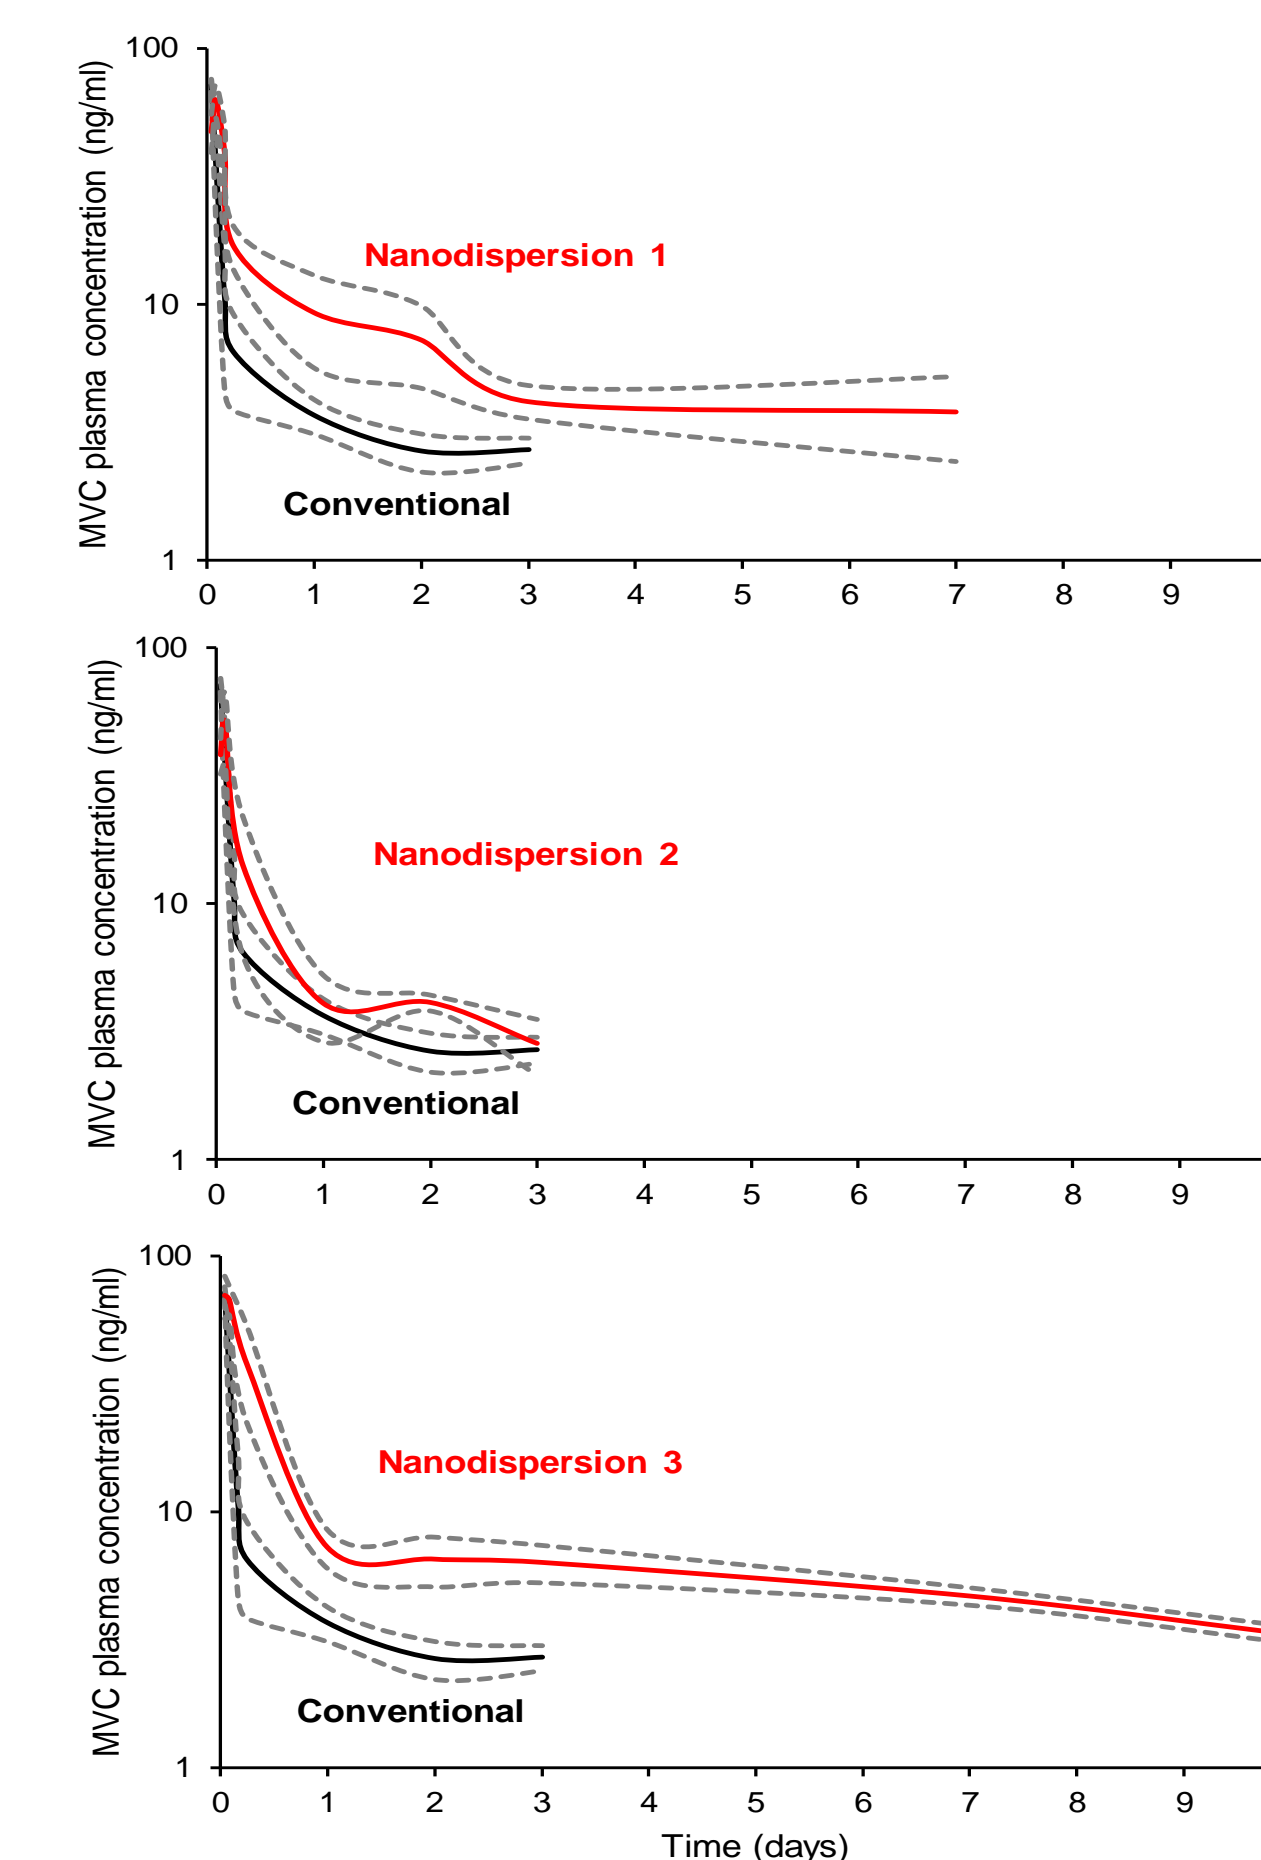 100
MVC plasma concentration (ng/ml)
Nanodispersion 1
10
Conventional
1
0 1 2 3 4 5 6 7 8 9
100
MVC plasma concentration (ng/ml)
Nanodispersion 2
10
Conventional
1
0 1 2 3 4 5 6 7 8 9
100
MVC plasma concentration (ng/ml)
Nanodispersion 3
10
Conventional
1
0 1 2 3 4 5 6 7 8 9
Time (days)